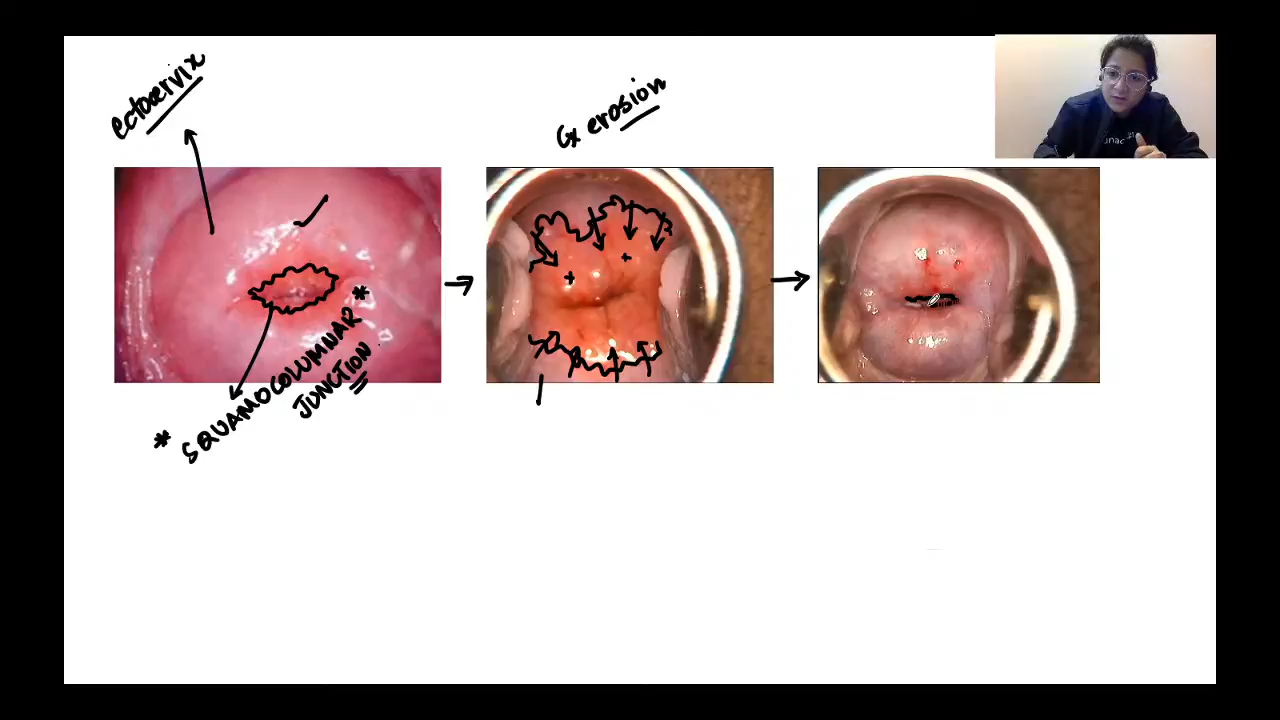 Ectocervix
Cx erosion
* SQUAMOCOLUMNAR *
JUNCTION